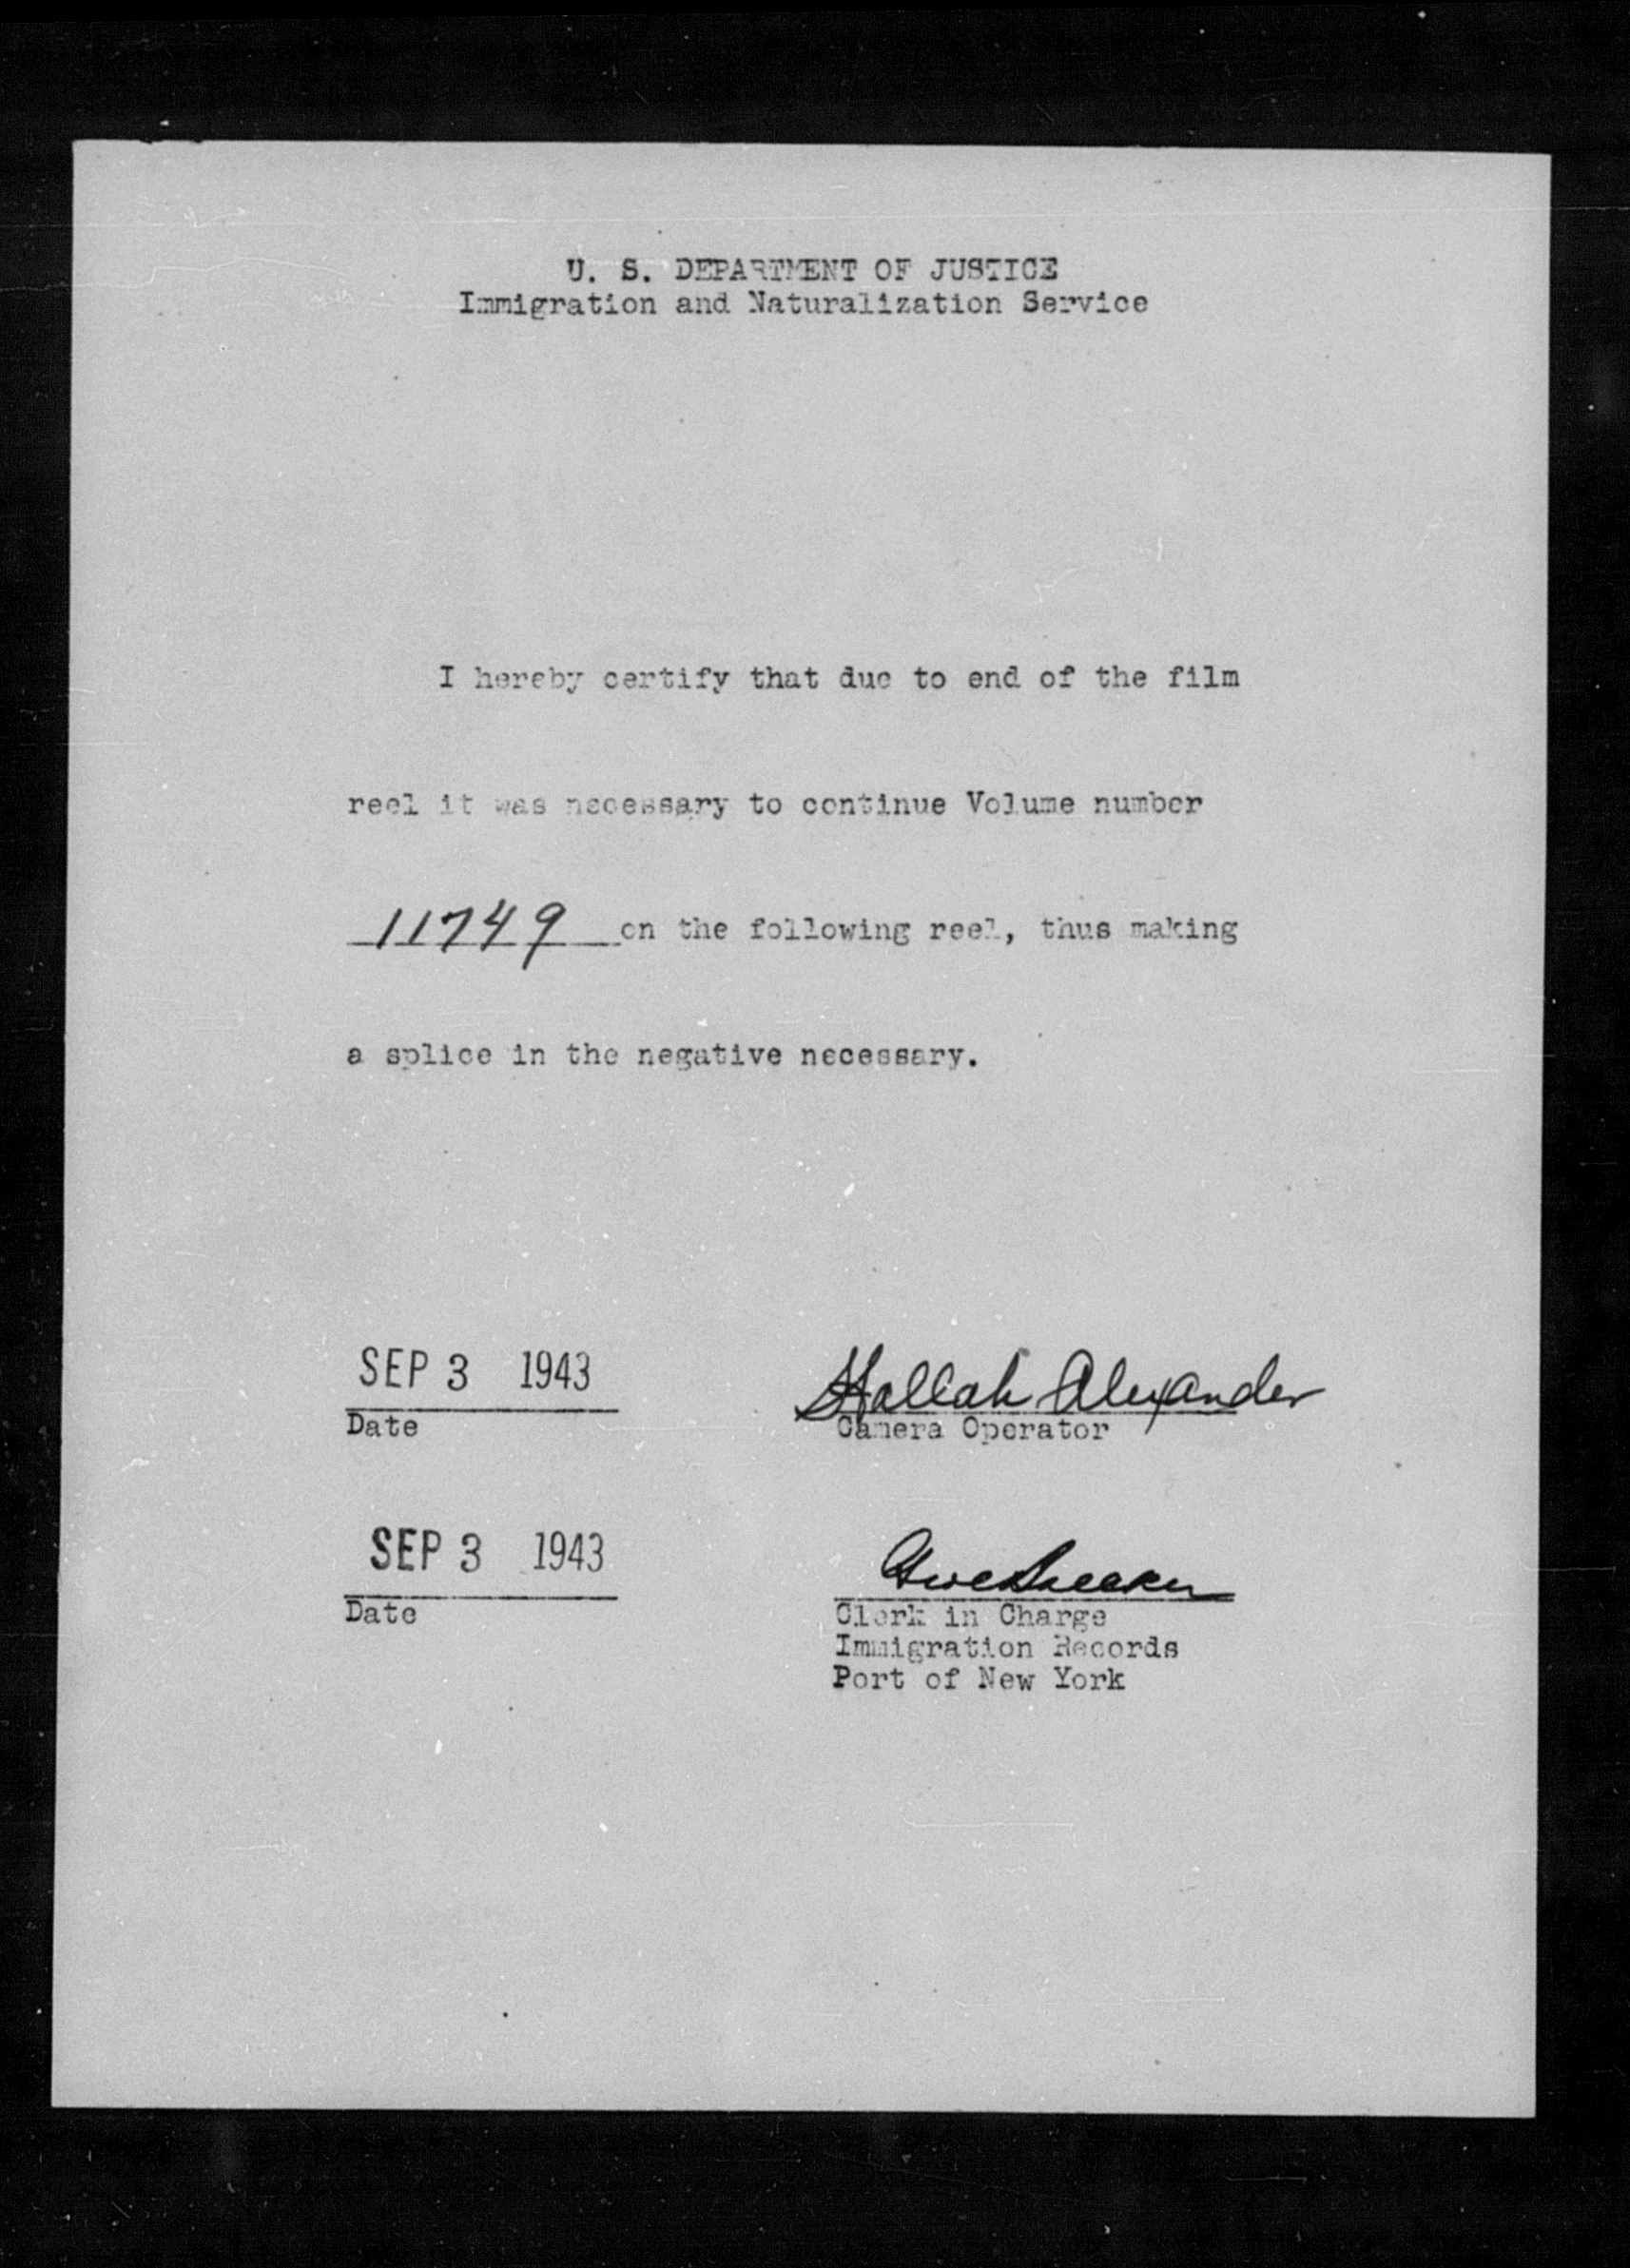 U. S. DEPARTMENT OF JUSTICE
Immigration and Naturalization Service
I hereby certify that due to end of the film
reel it was necessary to continue Volume number
11749 on the following reel, thus making
a splice in the negative necessary.
SEP 3 1943
Date
Hallah Alexander
Camera Operator
SEP 3 1943
Date
Clerk in Charge
Immigration Records
Port of New York